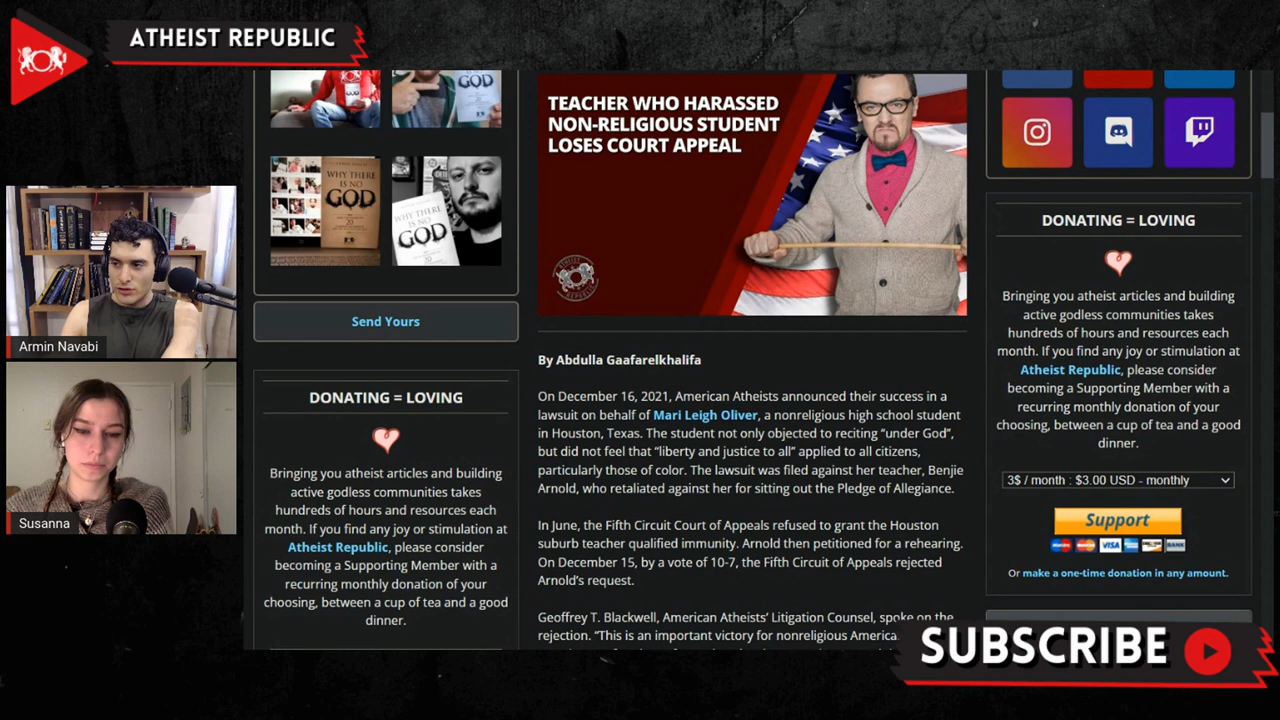 ATHEIST REPUBLIC
Armin Navabi
Susanna
WHY THERE
IS NO
GOD
WHY THERE
IS NO
GOD
Send Yours
DONATING = LOVING
Bringing you atheist articles and building
active godless communities takes
hundreds of hours and resources each
month. If you find any joy or stimulation at
Atheist Republic, please consider
becoming a Supporting Member with a
recurring monthly donation of your
choosing, between a cup of tea and a good
dinner.
TEACHER WHO HARASSED
NON-RELIGIOUS STUDENT
LOSES COURT APPEAL
By Abdulla Gaafarelkhalifa
On December 16, 2021, American Atheists announced their success in a
lawsuit on behalf of Mari Leigh Oliver, a nonreligious high school student
in Houston, Texas. The student not only objected to reciting “under God”,
but did not feel that “liberty and justice to all” applied to all citizens,
particularly those of color. The lawsuit was filed against her teacher, Benjie
Arnold, who retaliated against her for sitting out the Pledge of Allegiance.
In June, the Fifth Circuit Court of Appeals refused to grant the Houston
suburb teacher qualified immunity. Arnold then petitioned for a rehearing.
On December 15, by a vote of 10-7, the Fifth Circuit of Appeals rejected
Arnold’s request.
Geoffrey T. Blackwell, American Atheists’ Litigation Counsel, spoke on the
rejection. “This is an important victory for nonreligious America
DONATING = LOVING
Bringing you atheist articles and building
active godless communities takes
hundreds of hours and resources each
month. If you find any joy or stimulation at
Atheist Republic, please consider
becoming a Supporting Member with a
recurring monthly donation of your
choosing, between a cup of tea and a good
dinner.
3$ / month : $3.00 USD - monthly
Support
VISA
BANK
Or make a one-time donation in any amount.
SUBSCRIBE